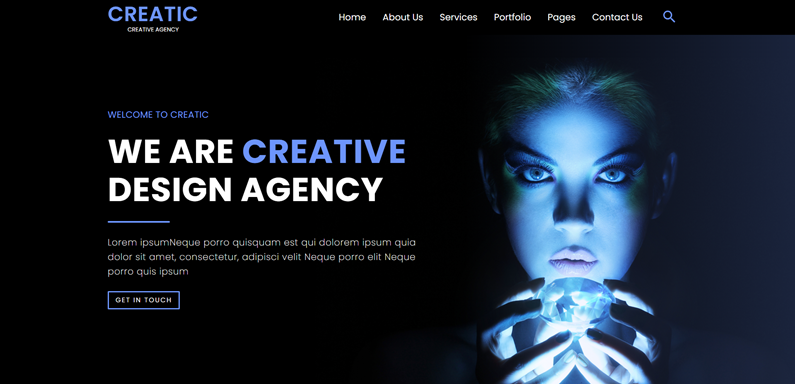 CREATIC
CREATIVE AGENCY
Home About Us Services Portfolio Pages Contact Us
WELCOME TO CREATIC
WE ARE CREATIVE
DESIGN AGENCY
Lorem ipsumNeque porro quisquam est qui dolorem ipsum quia
dolor sit amet, consectetur, adipisci velit Neque porro elit Neque
porro quis ipsum
GET IN TOUCH